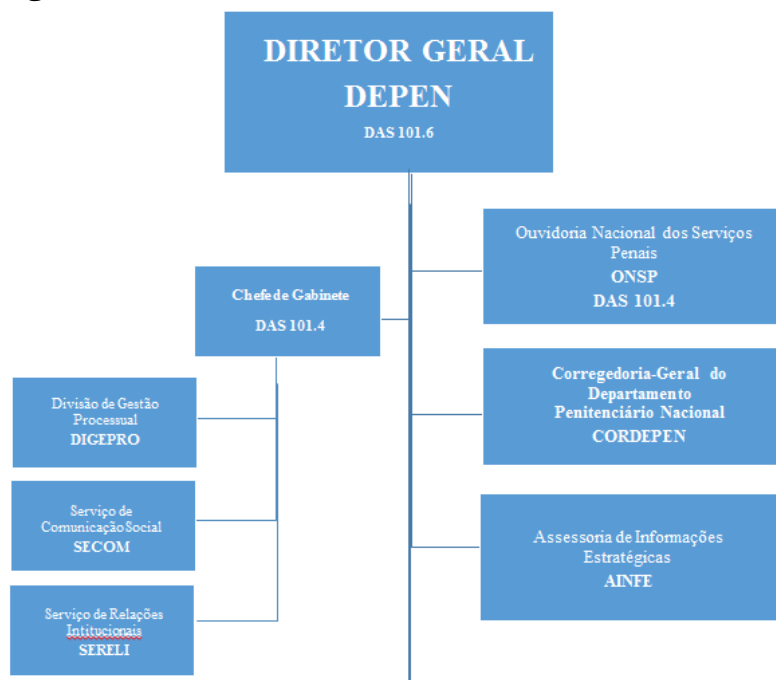 DIRETOR GERAL
DEPEN
DAS 101.6
Ouvidoria Nacional dos Serviços
Penais
ONSP
DAS 101.4
Chefe de Gabinete
DAS 101.4
Corregedoria-Geral do
Departamento
Penitenciário Nacional
CORDEPEN
Divisão de Gestão
Processual
DIGEPRO
Serviço de
Comunicação Social
SECOM
Assessoria de Informações
Estratégicas
AINFE
Serviço de Relações
Intitucionais
SERELI